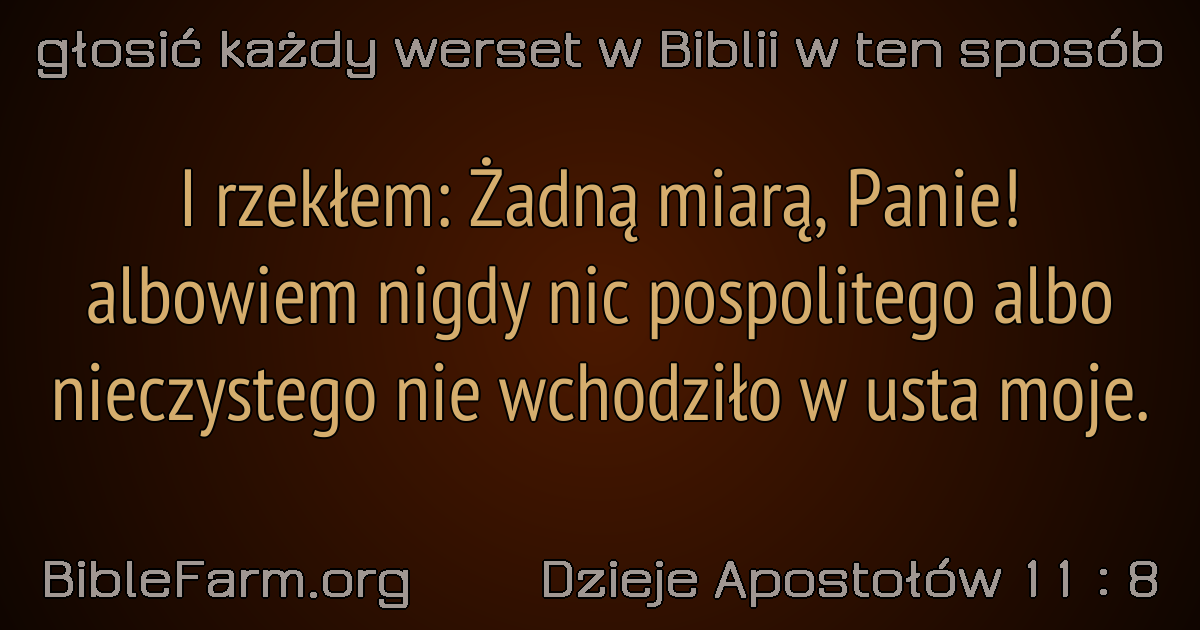 głosić każdy werset w Biblii w ten sposób
I rzekłem: Żadną miarą, Panie!
albowiem nigdy nic pospolitego albo
nieczystego nie wchodziło w usta moje.
BibleFarm.org Dzieje Apostołów 11 : 8